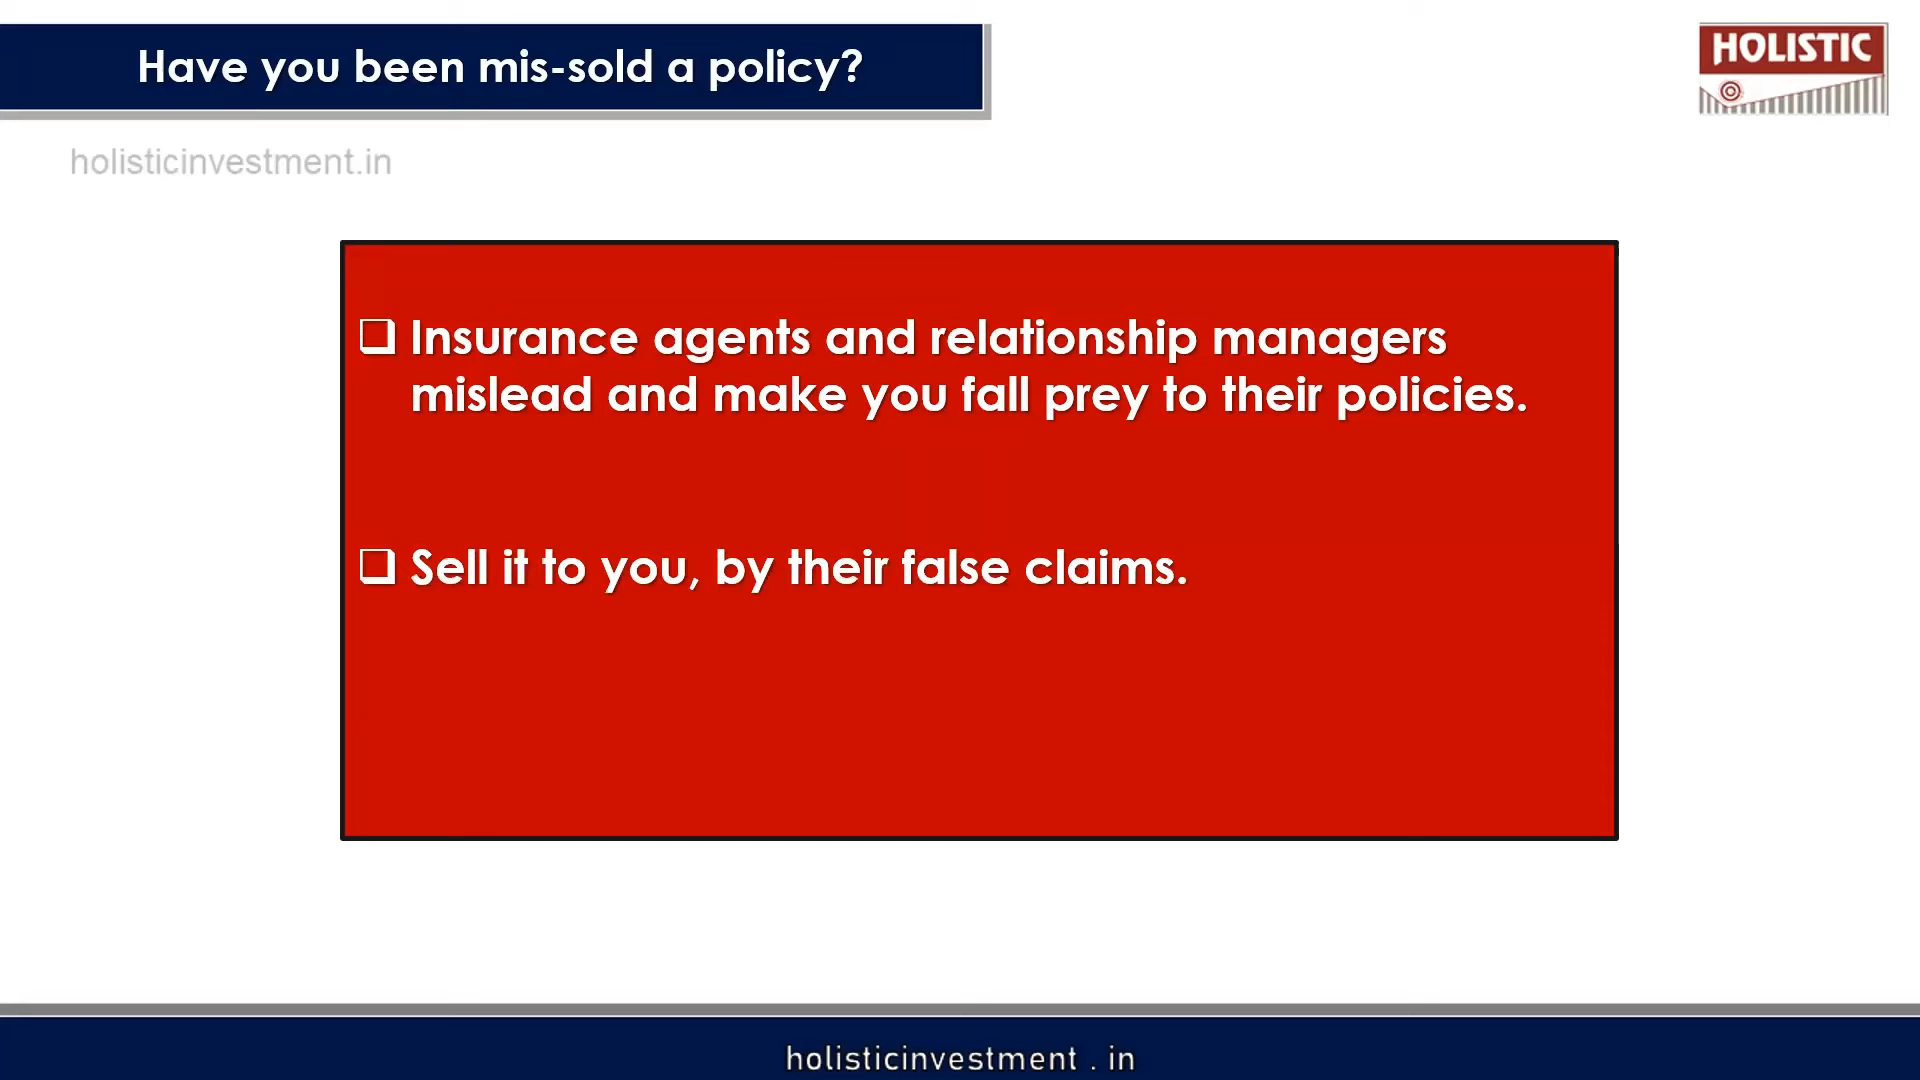 Have you been mis-sold a policy?
HOLISTIC
holisticinvestment.in
❑ Insurance agents and relationship managers
mislead and make you fall prey to their policies.
❑ Sell it to you, by their false claims.
holisticinvestment . in